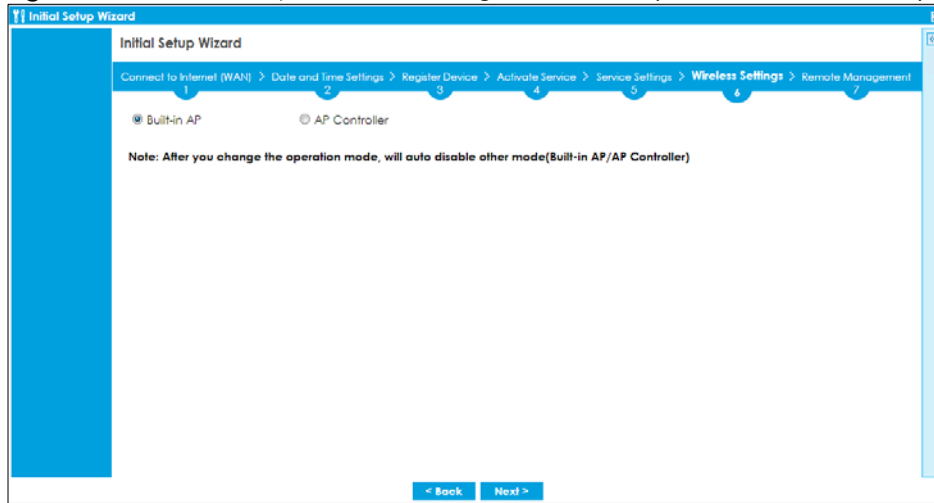 Initial Setup Wizard
Initial Setup Wizard
Connect to Internet (WAN) > Date and Time Settings > Register Device > Activate Service > Service Settings > Wireless Settings > Remote Management
1 2 3 4 5 6 7
Built-in AP AP Controller
Note: After you change the operation mode, will auto disable other mode(Built-in AP/AP Controller)
< Back Next >